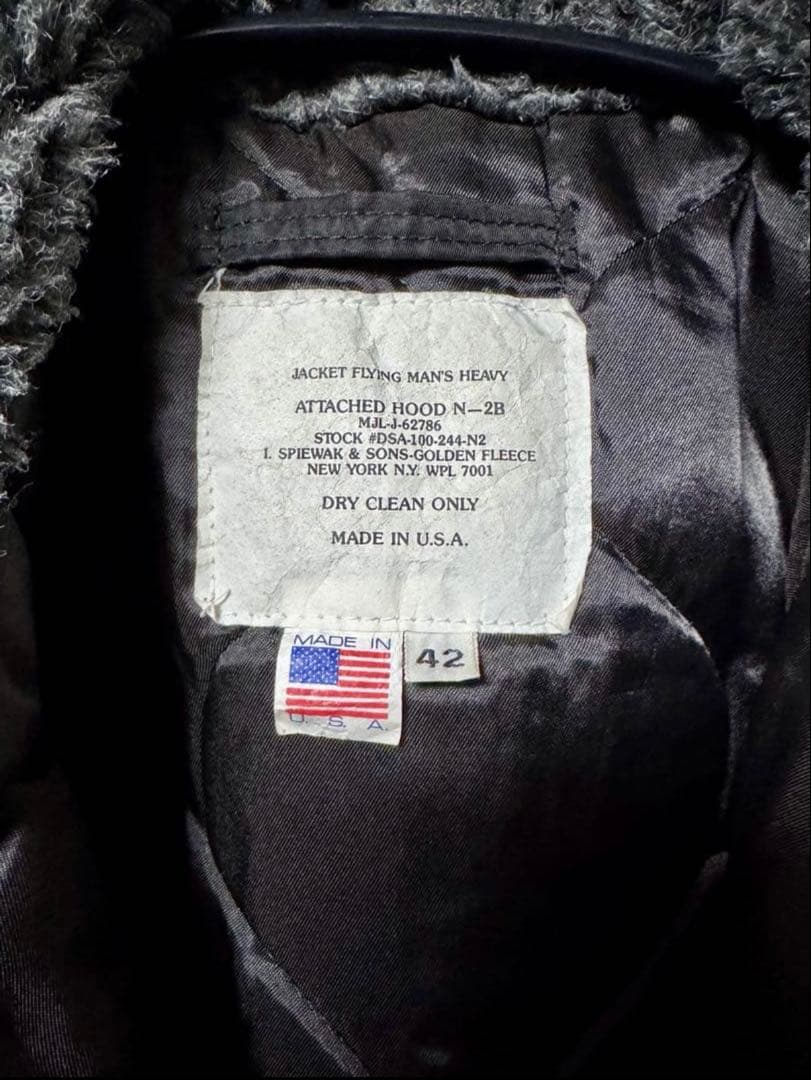 JACKET FLYING MAN'S HEAVY
ATTACHED HOOD N—2B
MJL-J-62786
STOCK #DSA-100-244-N2
I. SPIEWAK & SONS-GOLDEN FLEECE
NEW YORK N.Y. WPL 7001
DRY CLEAN ONLY
MADE IN U.S.A.
MADE IN
U. S. A.
42